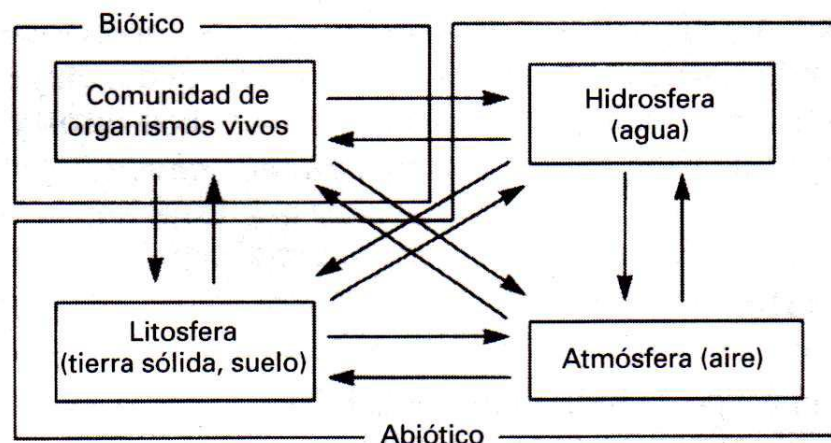 Biótico
Comunidad de
organismos vivos
Hidrosfera
(agua)
Litosfera
(tierra sólida, suelo)
Atmósfera (aire)
Abiótico